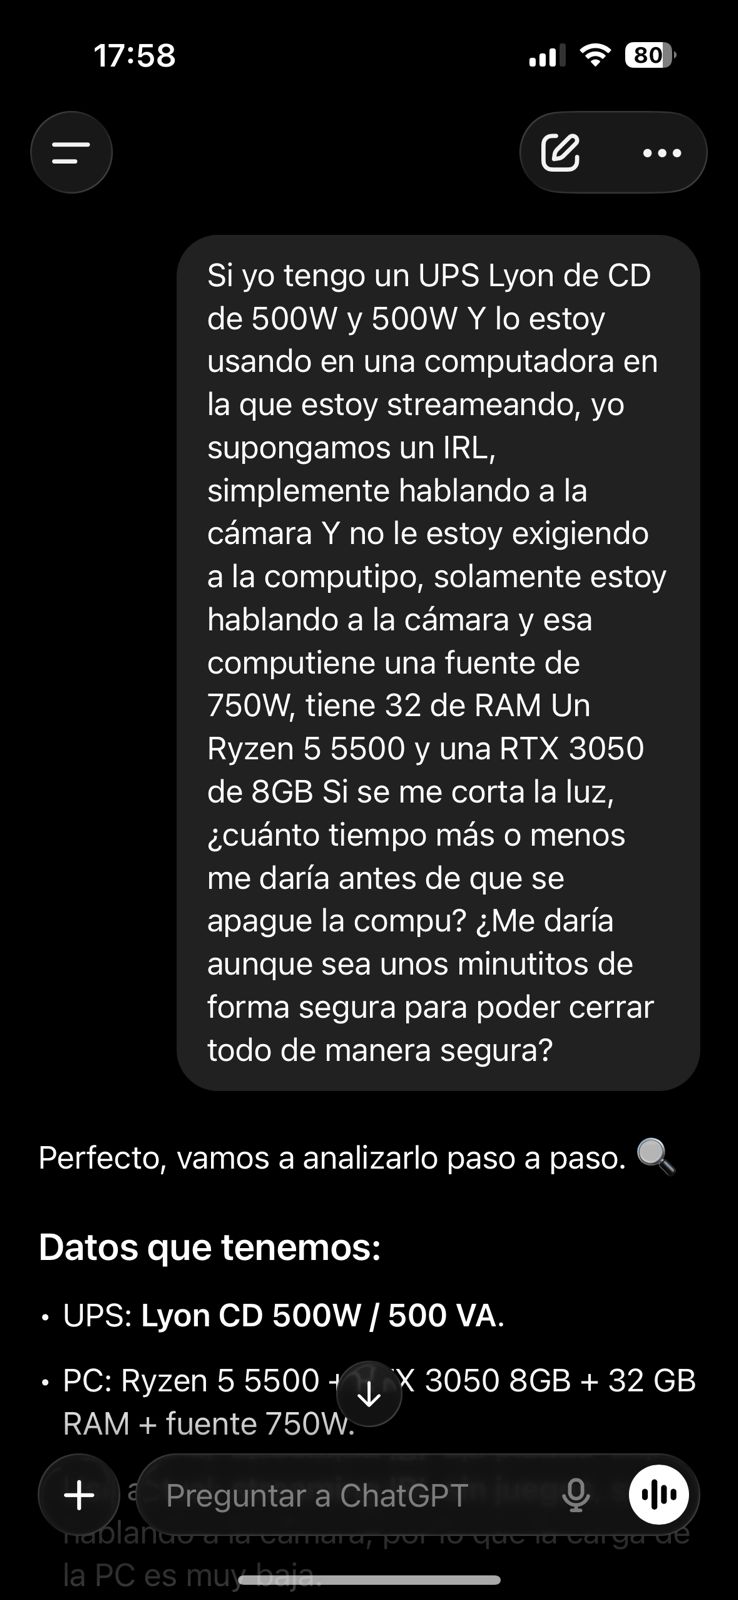 17:58
80
Si yo tengo un UPS Lyon de CD
de 500W y 500W Y lo estoy
usando en una computadora en
la que estoy streameando, yo
supongamos un IRL,
simplemente hablando a la
cámara Y no le estoy exigiendo
a la computipo, solamente estoy
hablando a la cámara y esa
computiene una fuente de
750W, tiene 32 de RAM Un
Ryzen 5 5500 y una RTX 3050
de 8GB Si se me corta la luz,
¿cuánto tiempo más o menos
me daría antes de que se
apague la compu? ¿Me daría
aunque sea unos minutitos de
forma segura para poder cerrar
todo de manera segura?
Perfecto, vamos a analizarlo paso a paso.
Datos que tenemos:
• UPS: Lyon CD 500W / 500 VA.
• PC: Ryzen 5 5500 + X 3050 8GB + 32 GB
RAM + fuente 750W.
Preguntar a ChatGPT
hablando a la cámara, por lo que la carga de
la PC es muy baja.